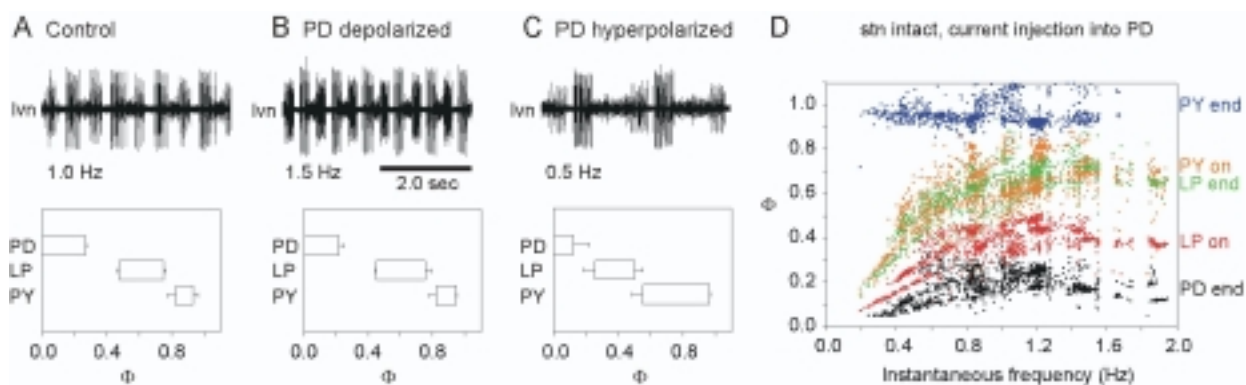 A Control
B PD depolarized
C PD hyperpolarized
D stn intact, current injection into PD
lvn
lvn
lvn
1.0 Hz
1.5 Hz
2.0 sec
0.5 Hz
PD
LP
PY
0.0 0.4 0.8
Φ
PD
LP
PY
0.0 0.4 0.8
Φ
PD
LP
PY
0.0 0.4 0.8
Φ
1.0
0.8
0.6
0.4
0.2
0.0
Φ
PY end
PY on
LP end
LP on
PD end
0.0 0.4 0.8 1.2 1.6 2.0
Instantaneous frequency (Hz)